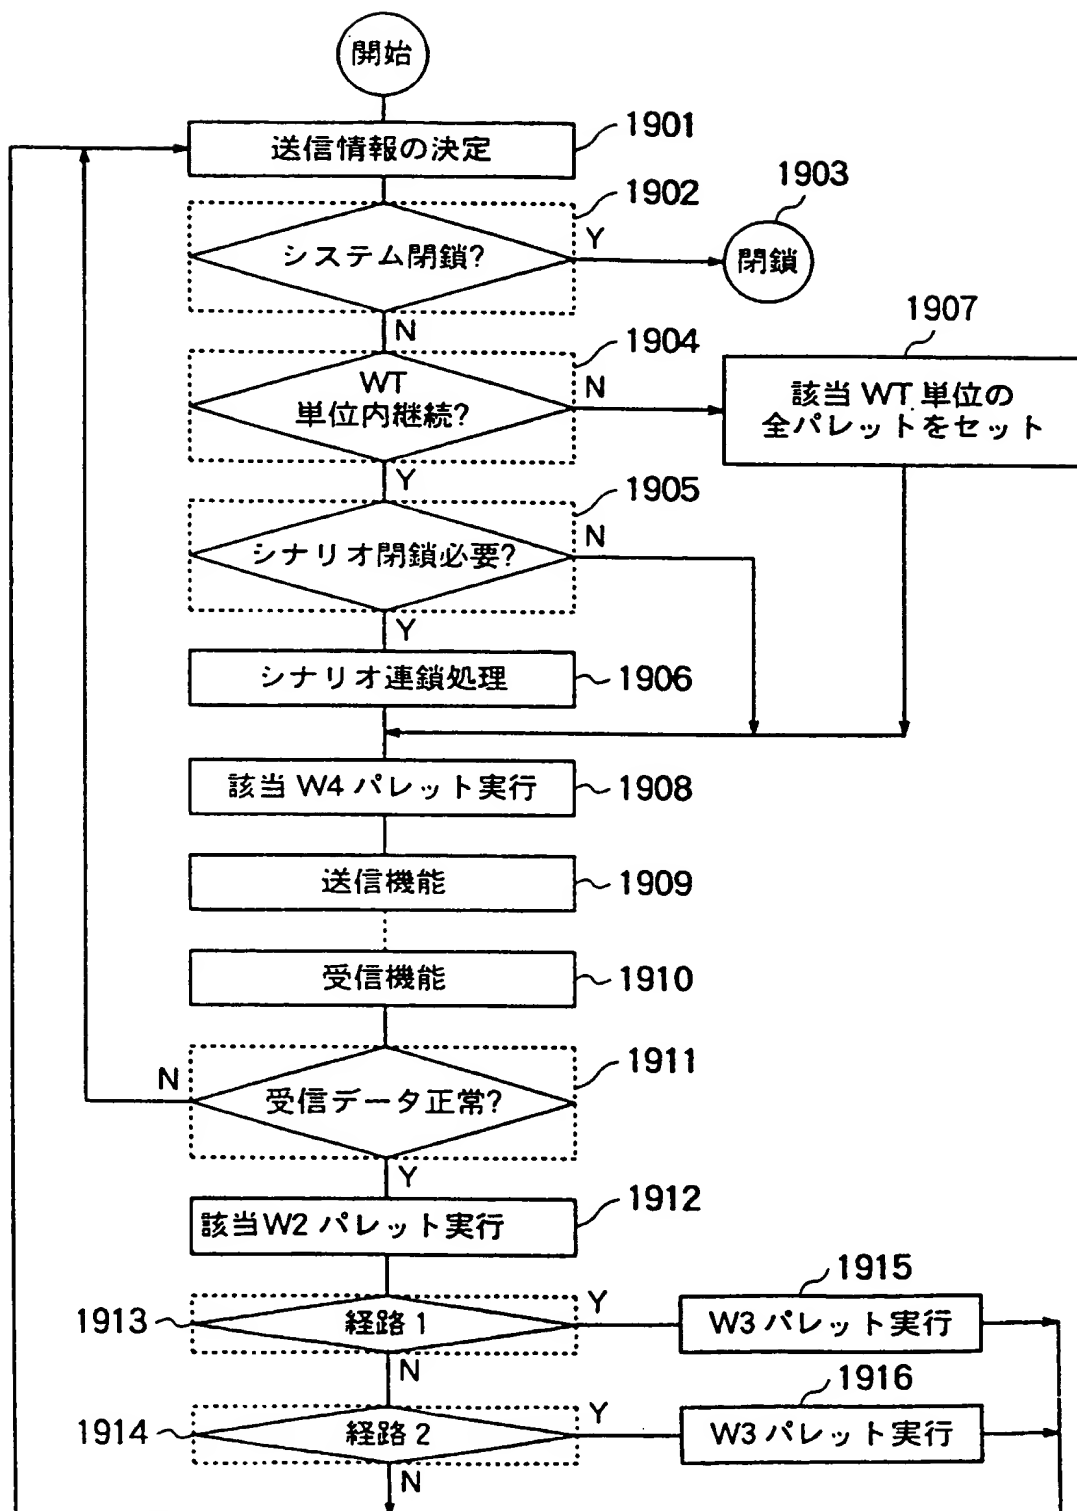 開始
送信情報の決定
1901
システム閉鎖?
1902
Y
1903
閉鎖
N
WT
単位内継続?
1904
N
1907
該当 WT 単位の
全パレットをセット
Y
シナリオ閉鎖必要?
1905
N
Y
シナリオ連鎖処理
1906
該当 W4 パレット実行
1908
送信機能
1909
受信機能
1910
受信データ正常?
1911
N
Y
該当W2 パレット実行
1912
1913
経路 1
Y
1915
W3 パレット実行
N
1914
経路 2
Y
1916
W3 パレット実行
N